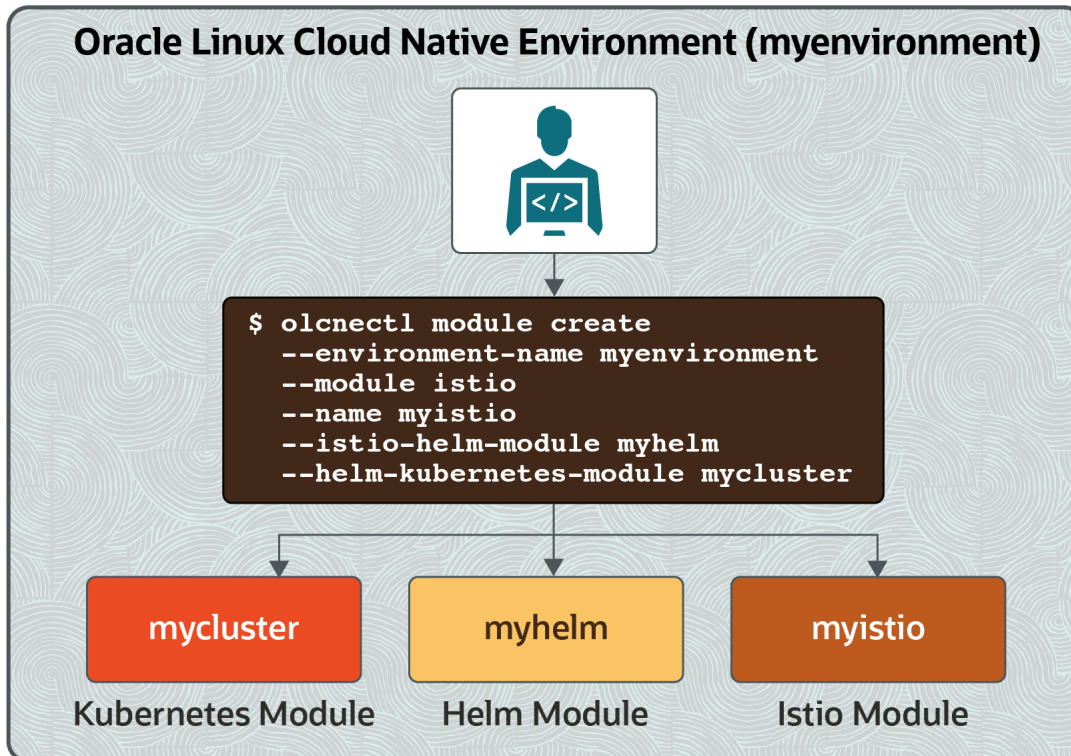 Oracle Linux Cloud Native Environment (myenvironment)
</>
$ olcnectl module create
--environment-name myenvironment
--module istio
--name myistio
--istio-helm-module myhelm
--helm-kubernetes-module mycluster
mycluster
myhelm
myistio
Kubernetes Module
Helm Module
Istio Module